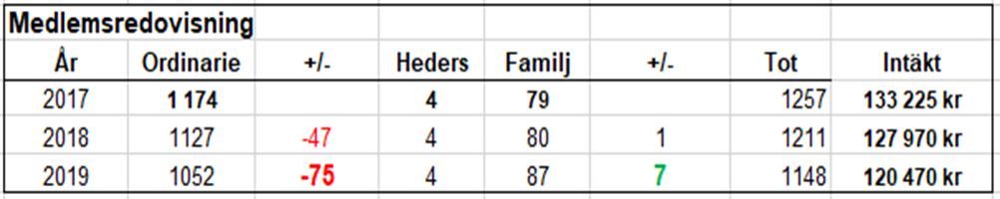 Medlemsredovisning
År Ordinarie +/- Heders Familj +/- Tot Intäkt
2017 1 174 4 79 1257 133 225 kr
2018 1127 -47 4 80 1 1211 127 970 kr
2019 1052 -75 4 87 7 1148 120 470 kr